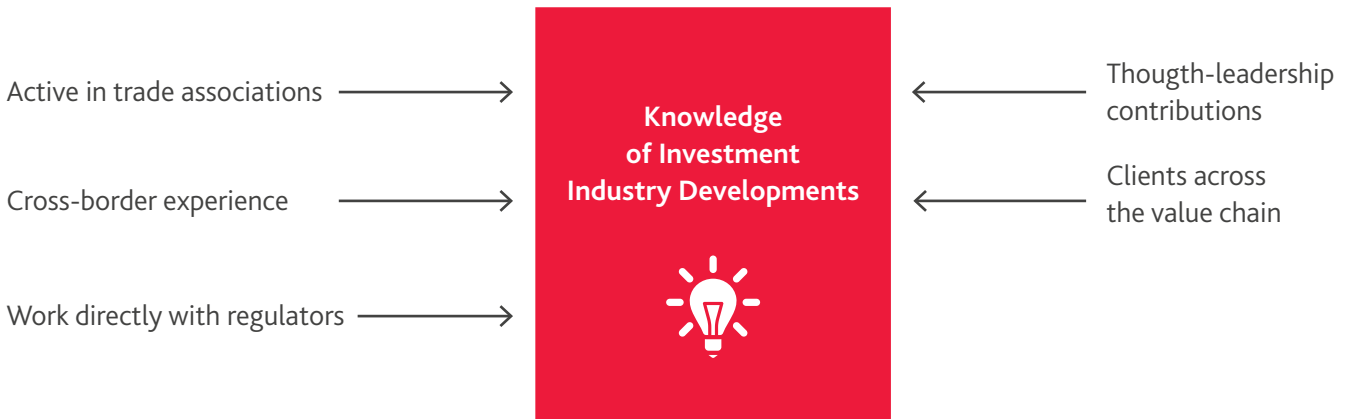 Active in trade associations
Cross-border experience
Work directly with regulators
Knowledge
of Investment
Industry Developments
Thougth-leadership
contributions
Clients across
the value chain